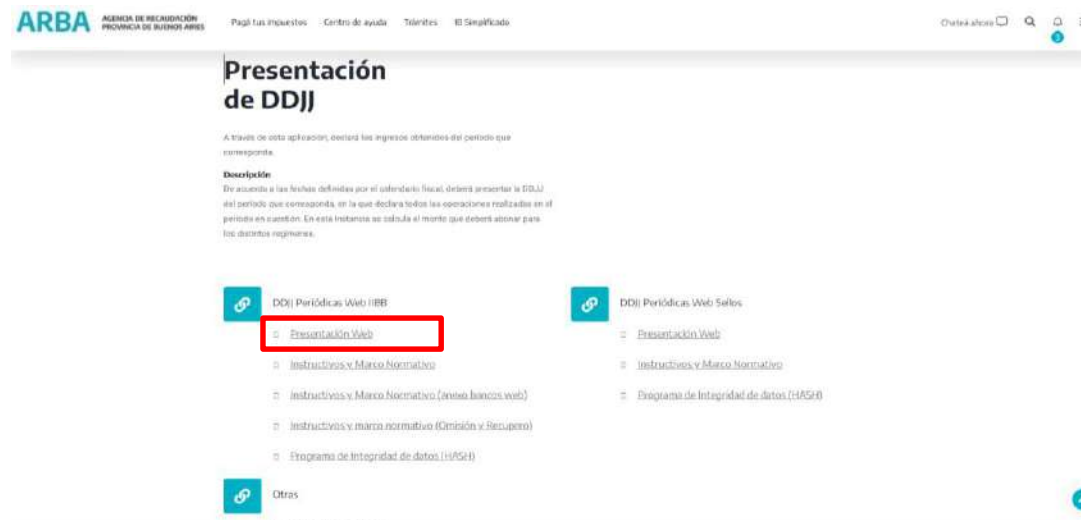 ARBA
AGENCIA DE RECAUDACIÓN
PROVINCIA DE BUENOS AIRES
Pagá tus impuestos
Centro de ayuda
Trámites
IB Simplificado
Chateá ahora
Presentación
de DDJJ
A través de esta aplicación, declará los ingresos obtenidos del período que
corresponda.
Descripción
De acuerdo a las fechas definidas por el calendario fiscal, deberá presentar la DDJJ
del período que corresponda, en la que declara todos las operaciones realizadas en el
período en cuestión. En esta instancia se calcula el monto que deberá abonar para
los distintos regímenes.
DDJJ Periódicas Web IIBB
Presentación Web
Instructivos y Marco Normativo
Instructivos y Marco Normativo (anexo bancos web)
Instructivos y marco normativo (Omisión y Recupero)
Programa de Integridad de datos (HASH)
DDJJ Periódicas Web Sellos
Presentación Web
Instructivos y Marco Normativo
Programa de Integridad de datos (HASH)
Otras